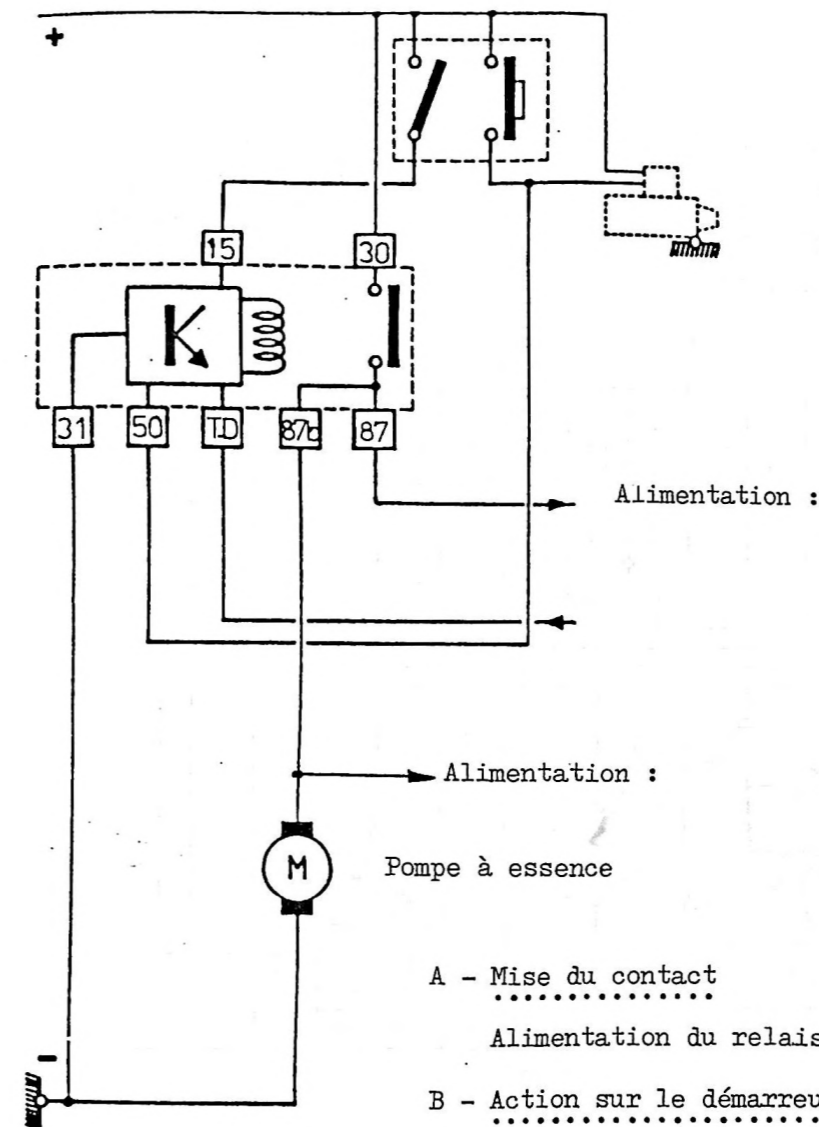 +
15
30
31
50
TD
87b
87
Alimentation :
Alimentation :
M
Pompe à essence
A - Mise du contact
Alimentation du relais
-
B - Action sur le démarreu